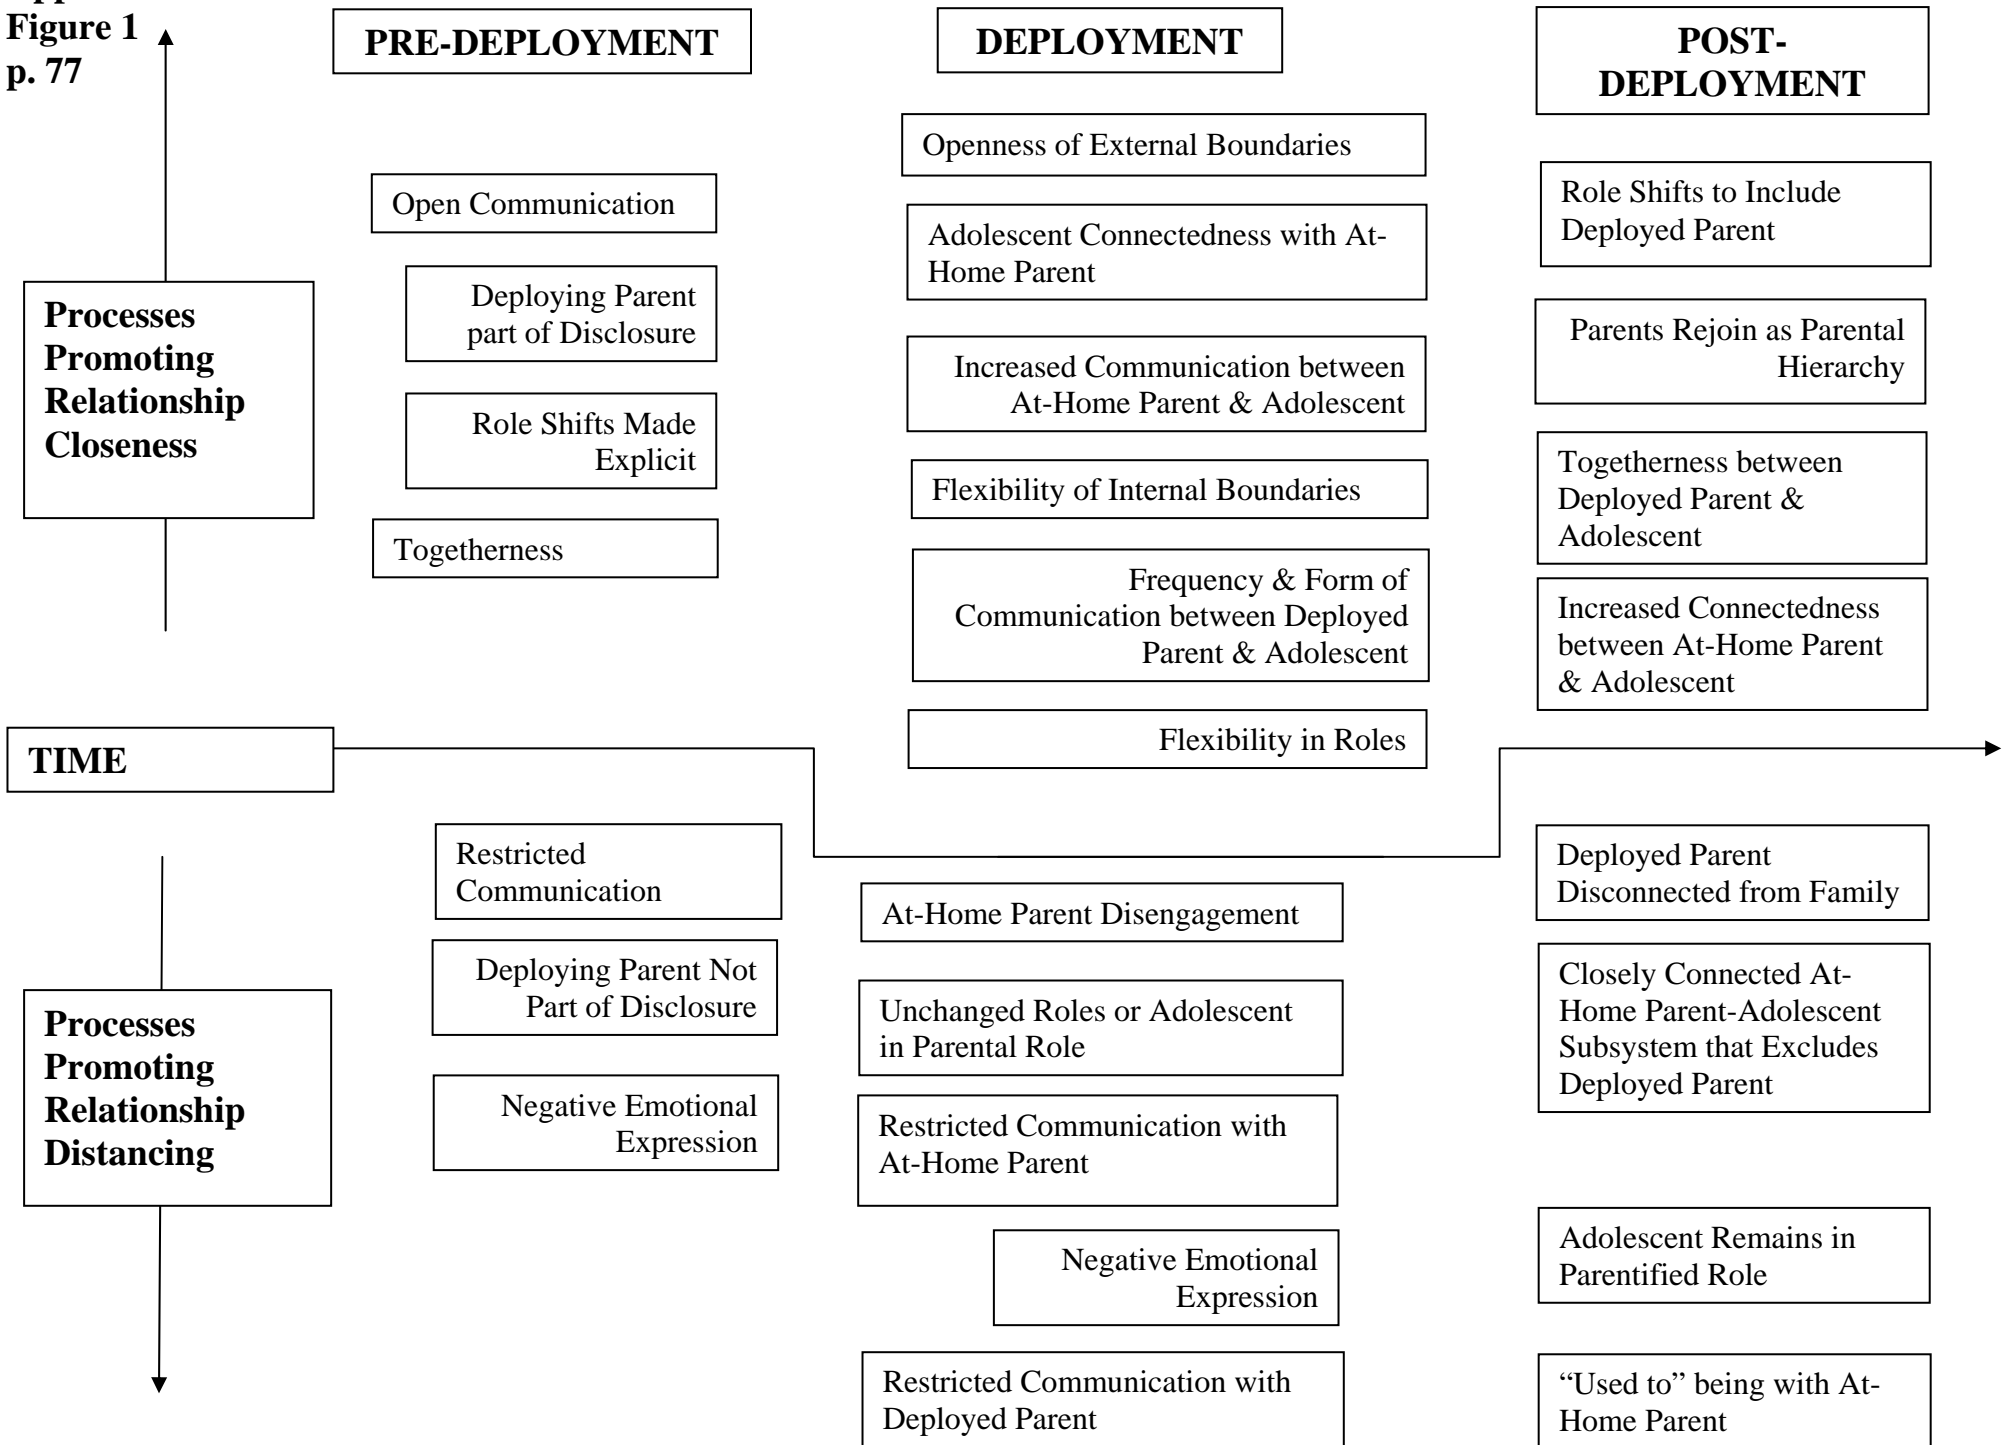 Figure 1
p. 77
PRE-DEPLOYMENT
DEPLOYMENT
POST-
DEPLOYMENT
Processes
Promoting
Relationship
Closeness
Open Communication
Deploying Parent
part of Disclosure
Role Shifts Made
Explicit
Togetherness
Openness of External Boundaries
Adolescent Connectedness with At-
Home Parent
Increased Communication between
At-Home Parent & Adolescent
Flexibility of Internal Boundaries
Frequency & Form of
Communication between Deployed
Parent & Adolescent
Flexibility in Roles
Role Shifts to Include
Deployed Parent
Parents Rejoin as Parental
Hierarchy
Togetherness between
Deployed Parent &
Adolescent
Increased Connectedness
between At-Home Parent
& Adolescent
TIME
Processes
Promoting
Relationship
Distancing
Restricted
Communication
Deploying Parent Not
Part of Disclosure
Negative Emotional
Expression
At-Home Parent Disengagement
Unchanged Roles or Adolescent
in Parental Role
Restricted Communication with
At-Home Parent
Negative Emotional
Expression
Restricted Communication with
Deployed Parent
Deployed Parent
Disconnected from Family
Closely Connected At-
Home Parent-Adolescent
Subsystem that Excludes
Deployed Parent
Adolescent Remains in
Parentified Role
“Used to” being with At-
Home Parent